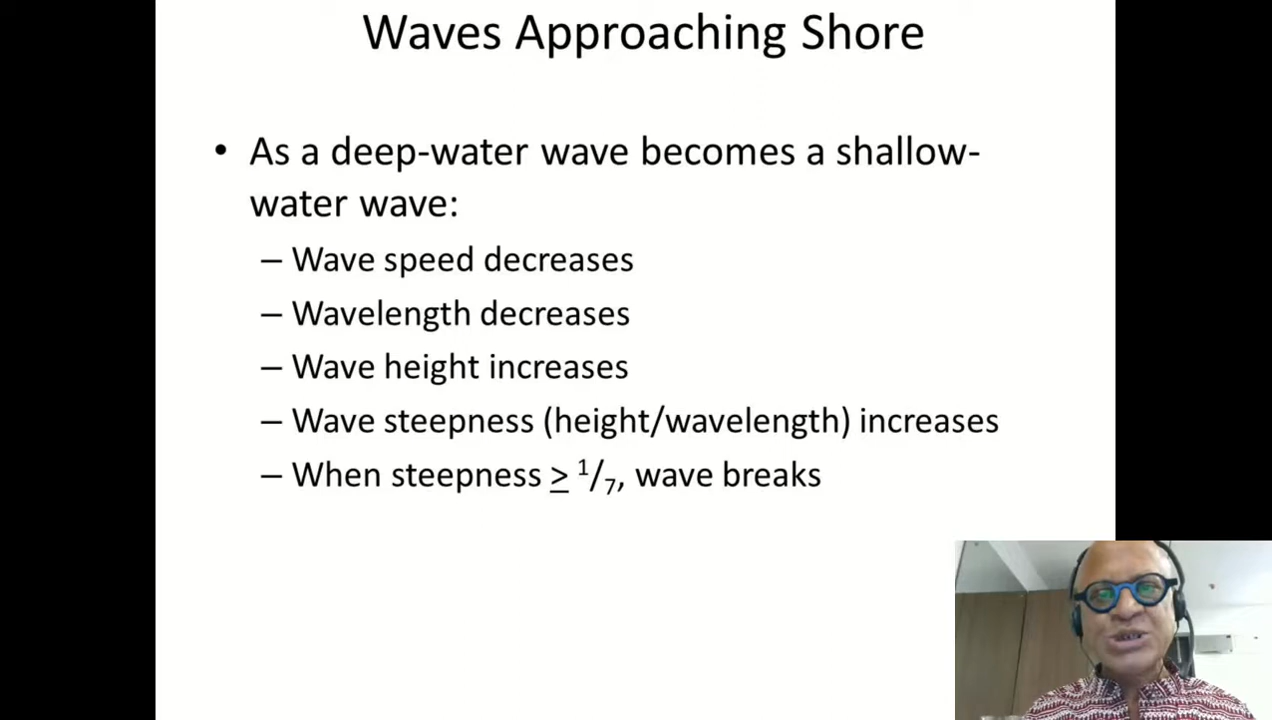 Waves Approaching Shore
• As a deep-water wave becomes a shallow-
water wave:
– Wave speed decreases
– Wavelength decreases
– Wave height increases
– Wave steepness (height/wavelength) increases
– When steepness ≥ 1/7, wave breaks